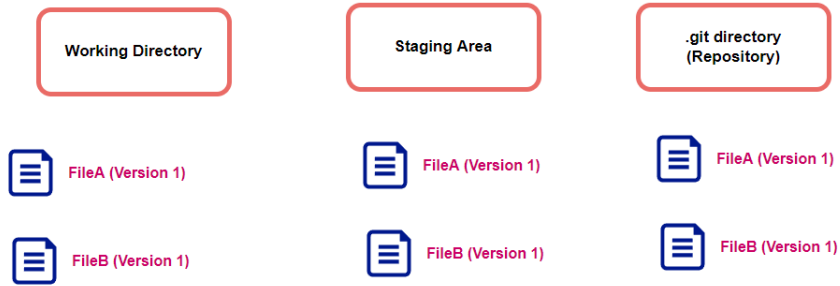 Working Directory
Staging Area
.git directory
(Repository)
FileA (Version 1)
FileA (Version 1)
FileA (Version 1)
FileB (Version 1)
FileB (Version 1)
FileB (Version 1)